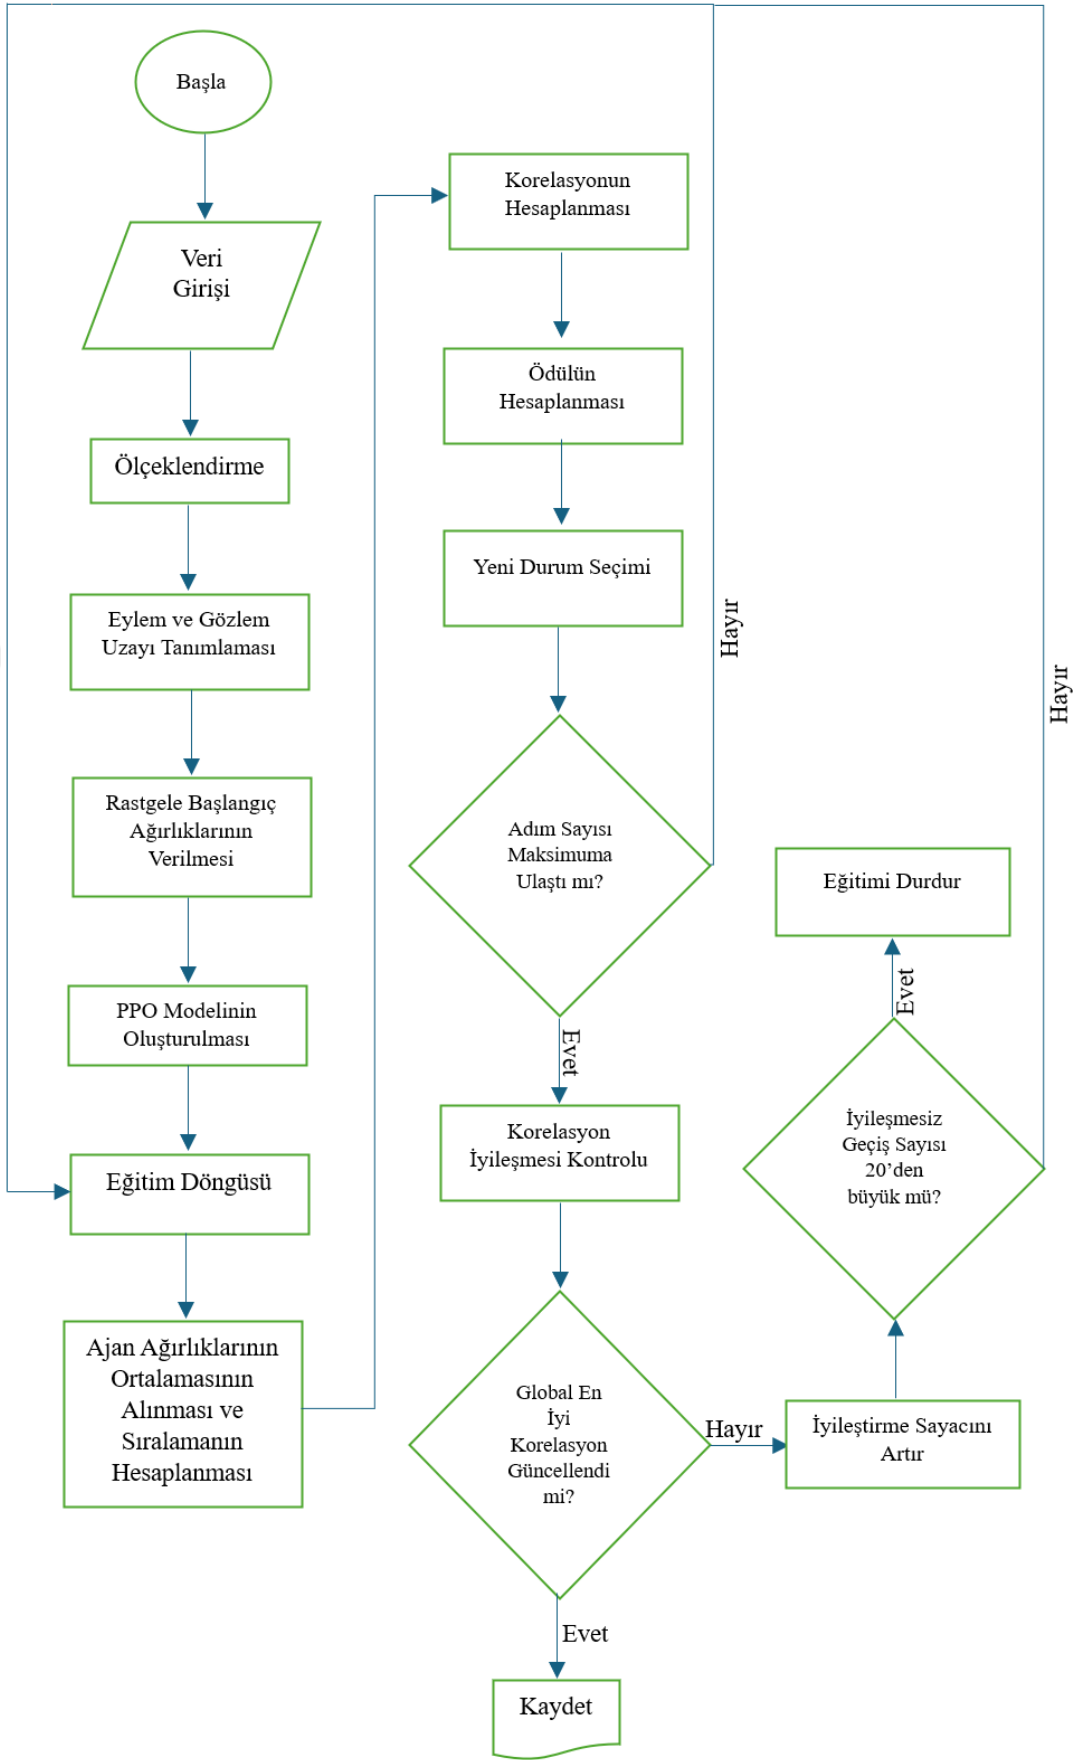 Başla
Veri
Girişi
Ölçeklendirme
Eylem ve Gözlem
Uzayı Tanımlaması
Rastgele Başlangıç
Ağırlıklarının
Verilmesi
PPO Modelinin
Oluşturulması
Eğitim Döngüsü
Ajan Ağırlıklarının
Ortalamasının
Alınması ve
Sıralamanın
Hesaplanması
Korelasyonun
Hesaplanması
Ödülün
Hesaplanması
Yeni Durum Seçimi
Adım Sayısı
Maksimuma
Ulaştı mı?
Hayır
Evet
Korelasyon
İyileşmesi Kontrolu
Global En
İyi
Korelasyon
Güncellendi
mi?
Evet
Kaydet
Hayır
İyileştirme Sayacını
Artır
İyileşmesiz
Geçiş Sayısı
20’den
büyük mü?
Evet
Eğitimi Durdur
Hayır